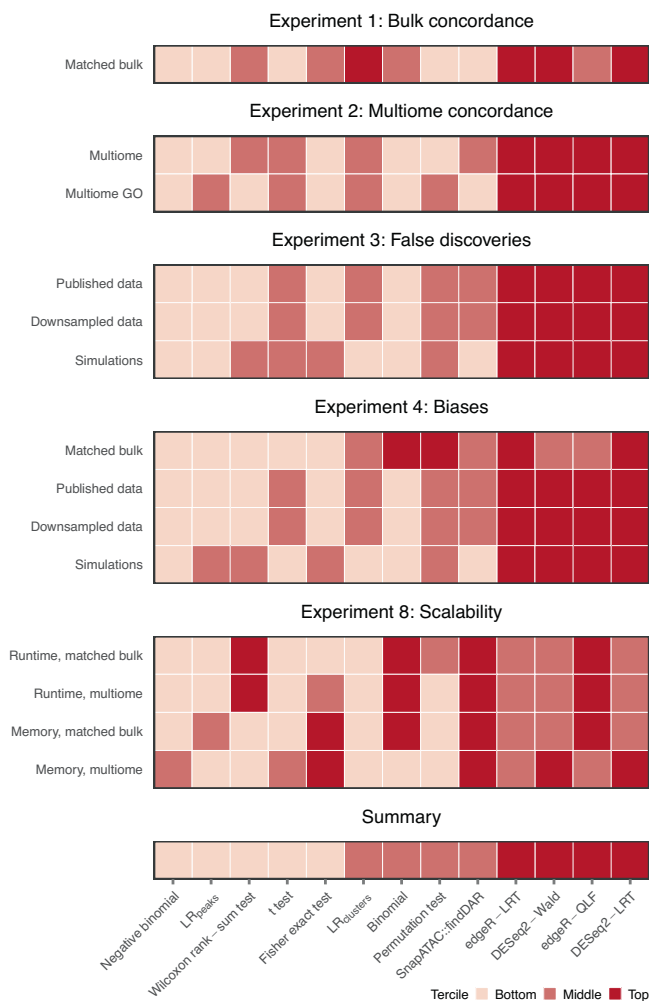 Experiment 1: Bulk concordance
Matched bulk
Experiment 2: Multiome concordance
Multiome
Multiome GO
Experiment 3: False discoveries
Published data
Downsampled data
Simulations
Experiment 4: Biases
Matched bulk
Published data
Downsampled data
Simulations
Experiment 8: Scalability
Runtime, matched bulk
Runtime, multiome
Memory, matched bulk
Memory, multiome
Summary
Negative binomial
LRpeaks
Wilcoxon rank−sum test
t test
Fisher exact test
LRclusters
Binomial
Permutation test
SnapATAC::findDAR
edgeR−LRT
DESeq2−Wald
edgeR−QLF
DESeq2−LRT
Tercile Bottom Middle Top